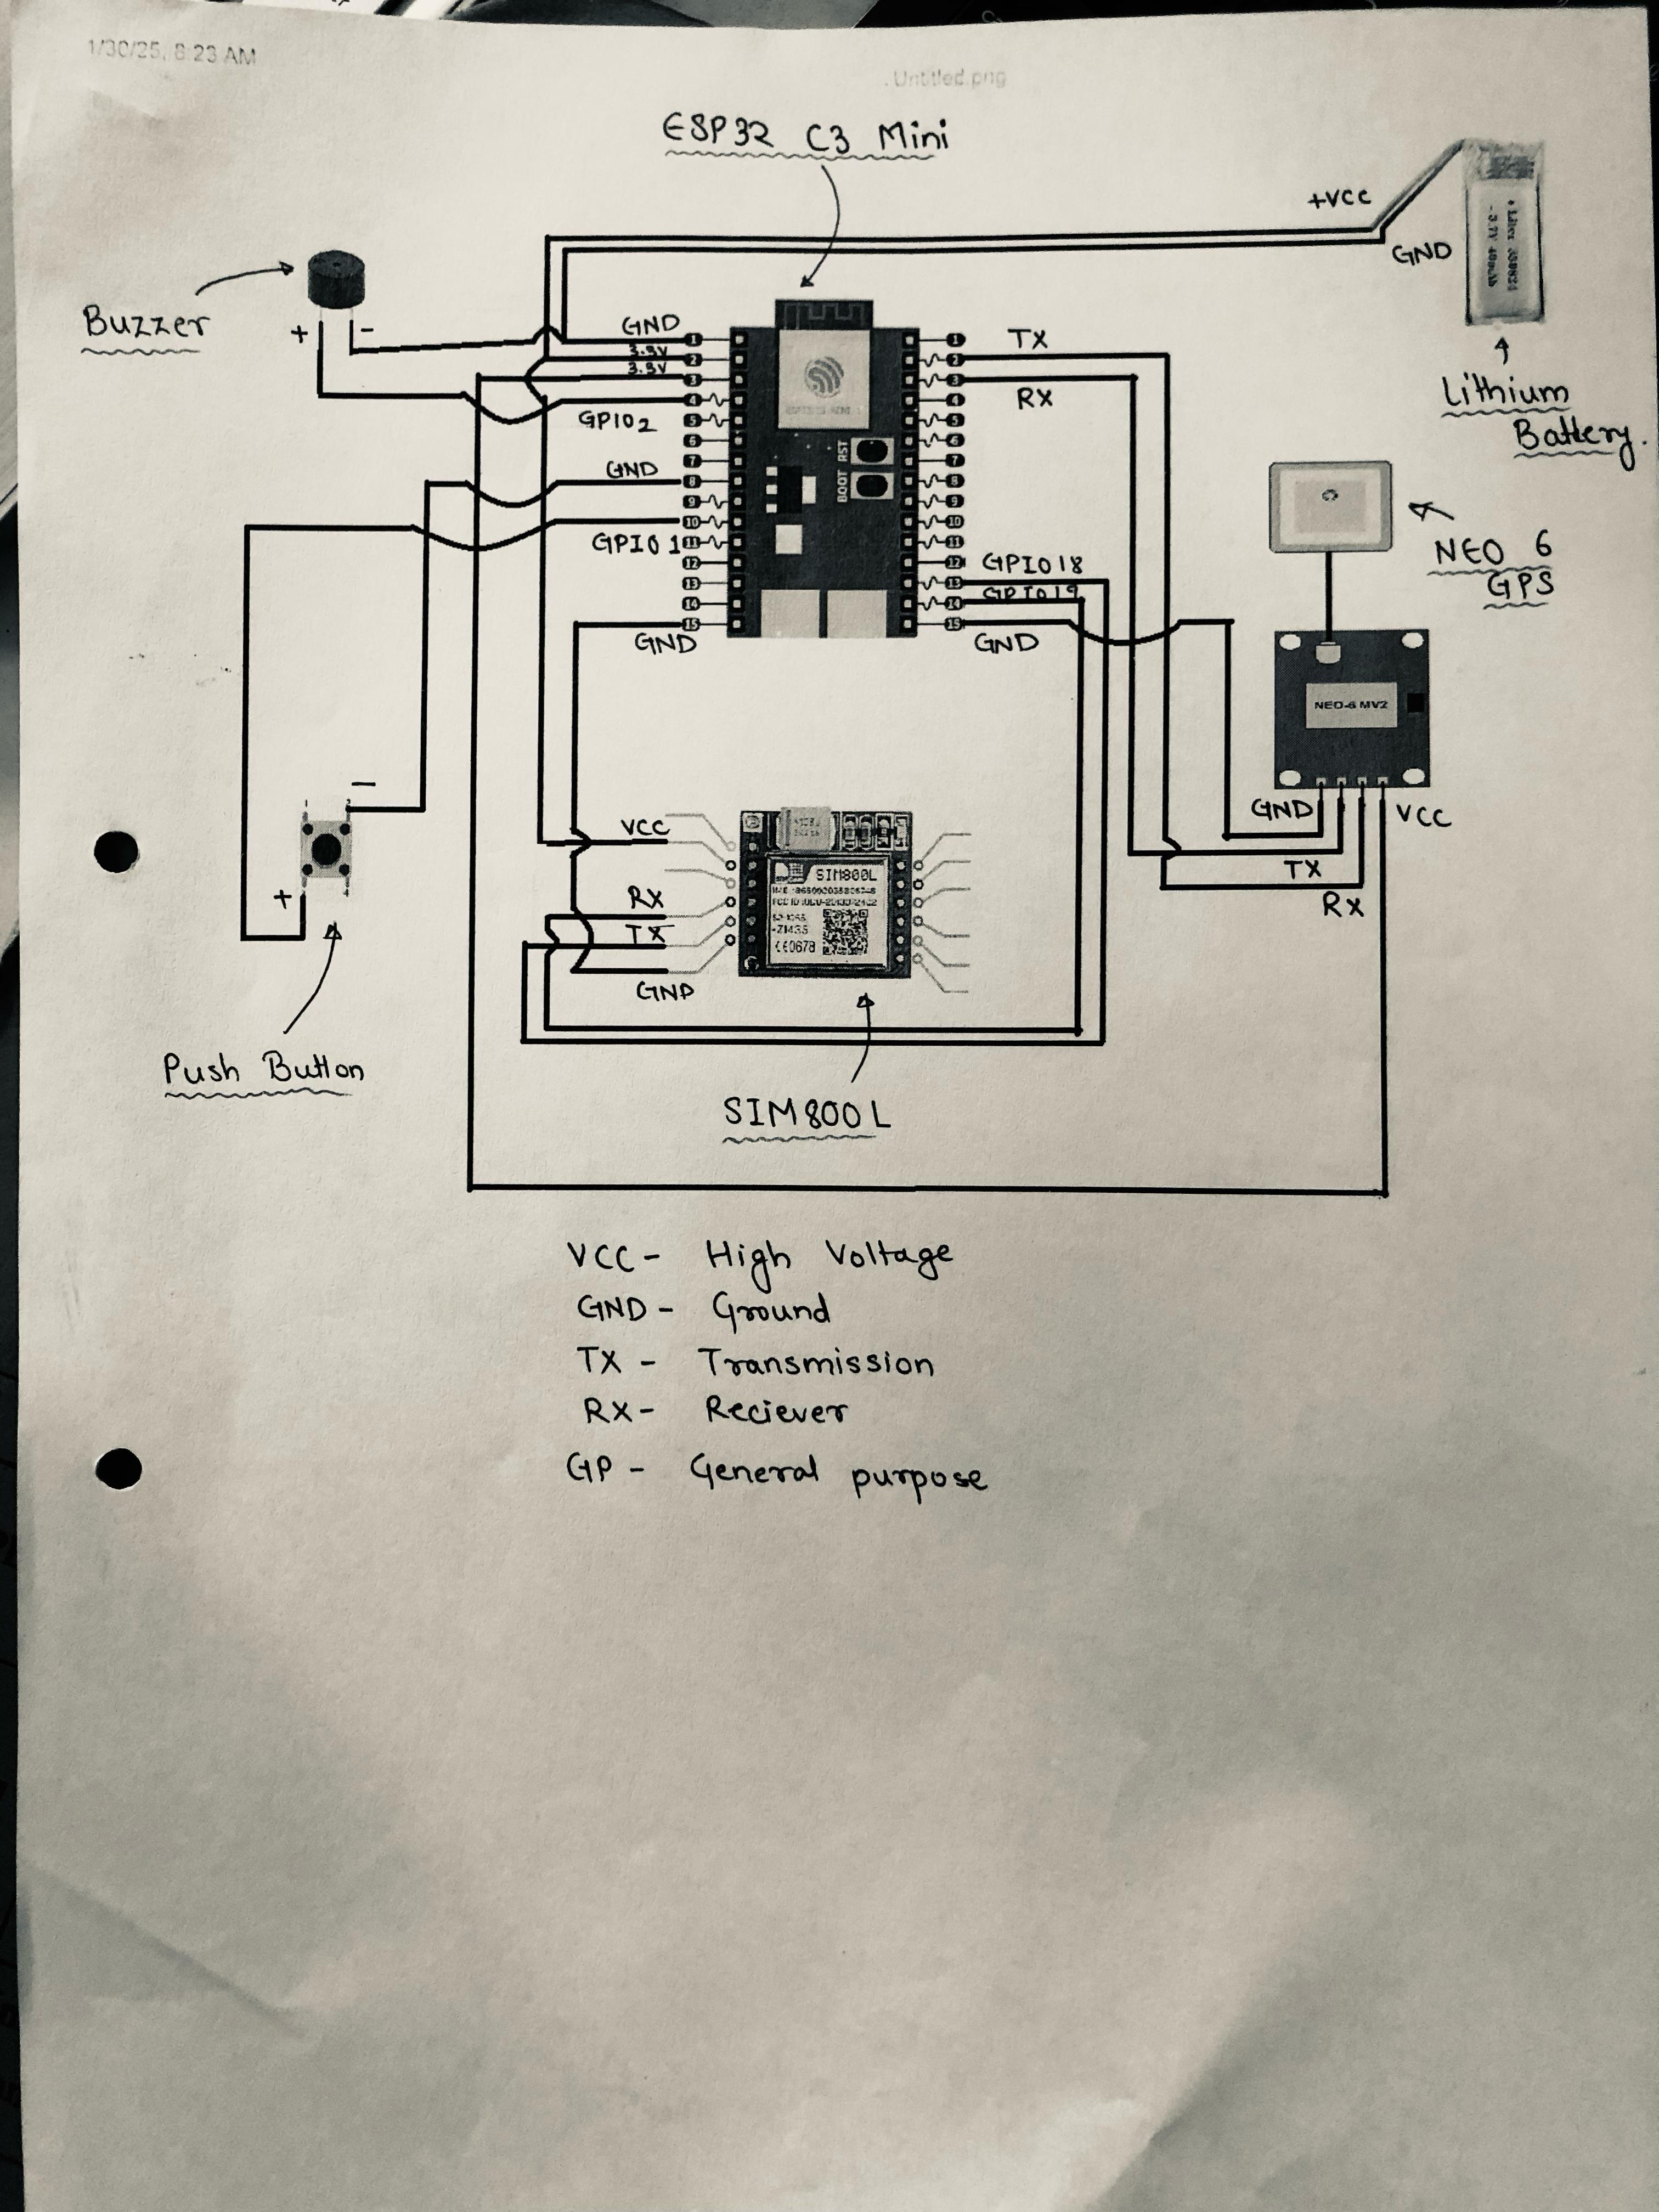 1/30/25, 8:23 AM
Untitled.png
ESP32 C3 Mini
+VCC
GND
Buzzer
+ -
GND
3.3V
3.3V
GPIO2
GND
GPIO 1
GND
1
2
3
4
5
6
7
8
9
10
11
12
13
14
15
RST
BOOT
1
2
3
4
5
6
7
8
9
10
11
12
13
14
15
TX
RX
GPIO18
GPIO19
GND
Lithium
Battery.
NEO 6
GPS
NEO-6 MV2
GND
VCC
TX
Rx
-
+
Push Button
VCC
Rx
TX
GND
SIM800L
SIM800L
VCC - High Voltage
GND - Ground
TX - Transmission
RX - Reciever
GP - General purpose